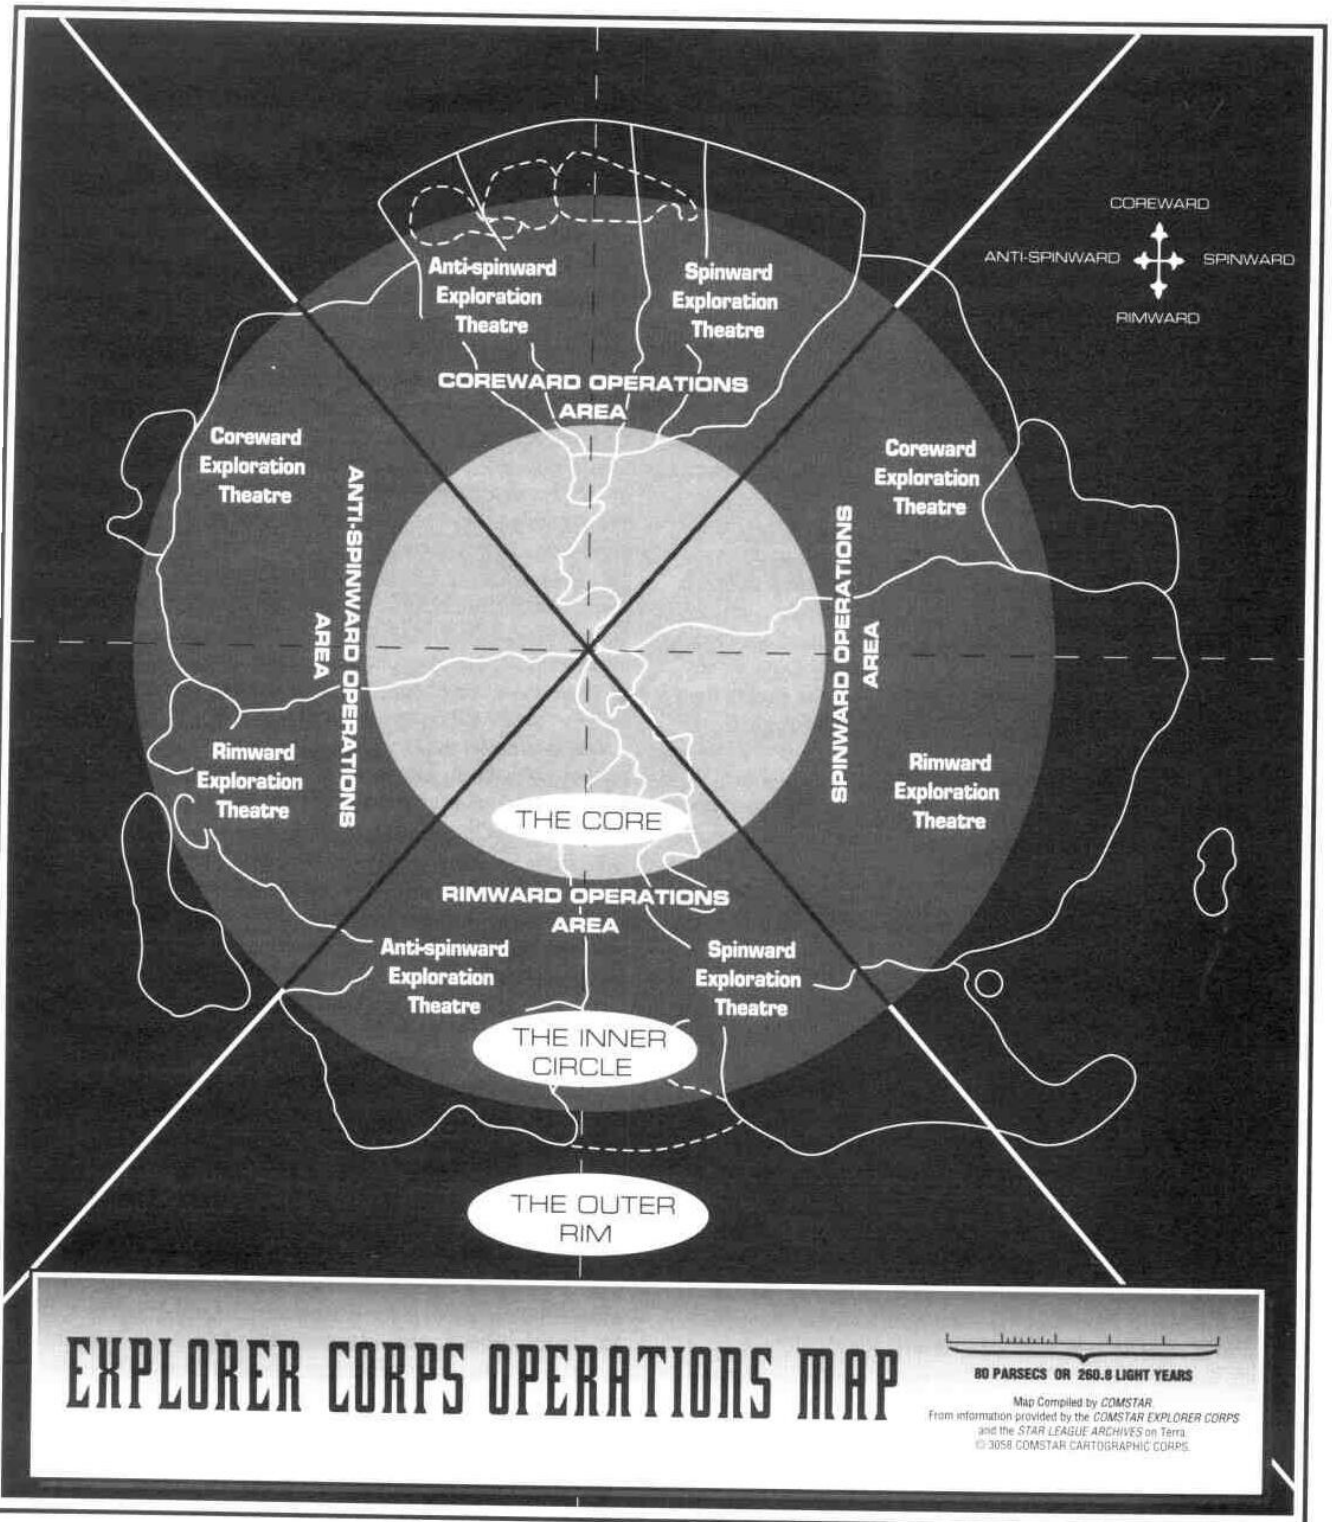 COREWARD
ANTI-SPINWARD
SPINWARD
RIMWARD
Anti-spinward
Exploration
Theatre
Spinward
Exploration
Theatre
COREWARD OPERATIONS
AREA
Coreward
Exploration
Theatre
ANTI-SPINWARD OPERATIONS
AREA
Coreward
Exploration
Theatre
SPINWARD OPERATIONS
AREA
Rimward
Exploration
Theatre
Rimward
Exploration
Theatre
THE CORE
RIMWARD OPERATIONS
AREA
Anti-spinward
Exploration
Theatre
Spinward
Exploration
Theatre
THE INNER
CIRCLE
THE OUTER
RIM
EXPLORER CORPS OPERATIONS MAP
80 PARSECS OR 260.8 LIGHT YEARS
Map Compiled by COMSTAR.
From information provided by the COMSTAR EXPLORER CORPS
and the STAR LEAGUE ARCHIVES on Terra.
© 3058 COMSTAR CARTOGRAPHIC CORPS.